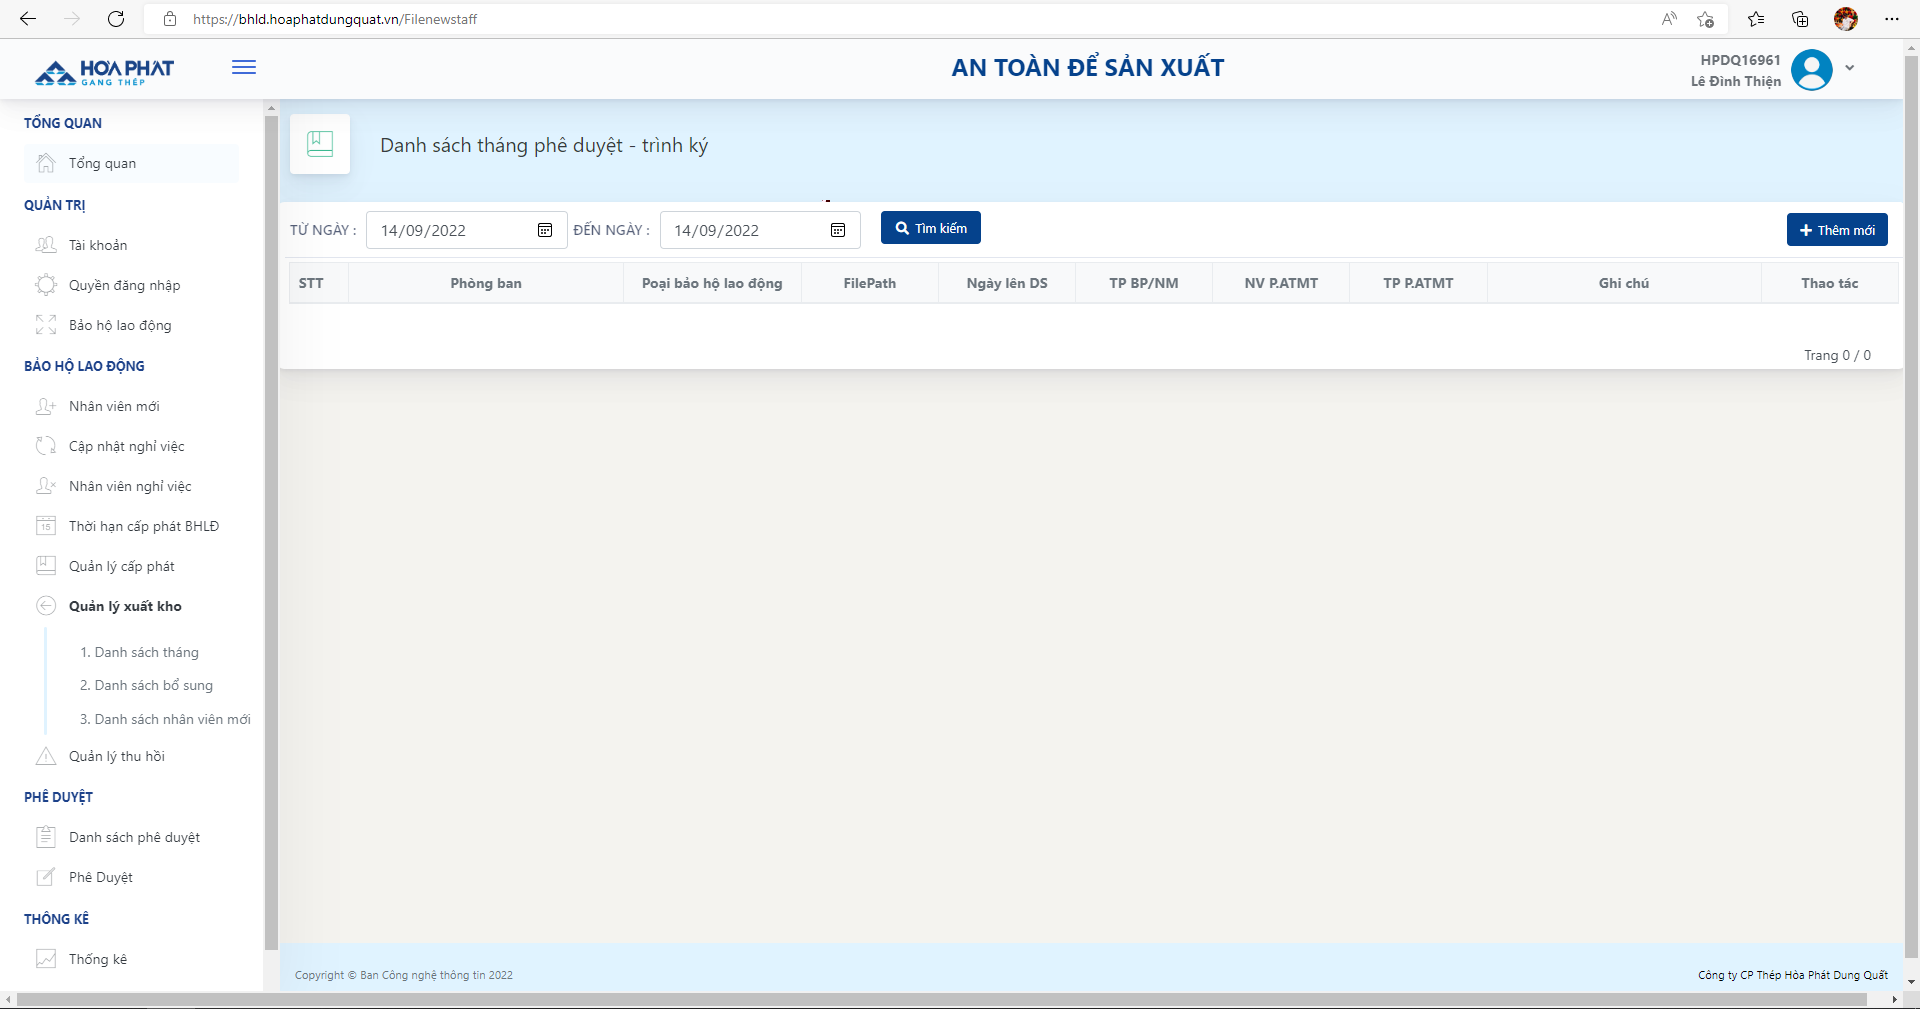 https://bhld.hoaphatdungquat.vn/Filenewstaff
HÒA PHÁT
GANG THÉP
AN TOÀN ĐỂ SẢN XUẤT
HPDQ16961
Lê Đình Thiện
TỔNG QUAN
Tổng quan
QUẢN TRỊ
Tài khoản
Quyền đăng nhập
Bảo hộ lao động
BẢO HỘ LAO ĐỘNG
Nhân viên mới
Cập nhật nghỉ việc
Nhân viên nghỉ việc
15
Thời hạn cấp phát BHLĐ
Quản lý cấp phát
Quản lý xuất kho
1. Danh sách tháng
2. Danh sách bổ sung
3. Danh sách nhân viên mới
Quản lý thu hồi
PHÊ DUYỆT
Danh sách phê duyệt
Phê Duyệt
THÔNG KÊ
Thống kê
Danh sách tháng phê duyệt - trình ký
TỪ NGÀY : 14/09/2022 ĐẾN NGÀY : 14/09/2022 Tìm kiếm Thêm mới
STT Phòng ban Poại bảo hộ lao động FilePath Ngày lên DS TP BP/NM NV P.ATMT TP P.ATMT Ghi chú Thao tác
Trang 0 / 0
Copyright © Ban Công nghệ thông tin 2022
Công ty CP Thép Hòa Phát Dung Quất